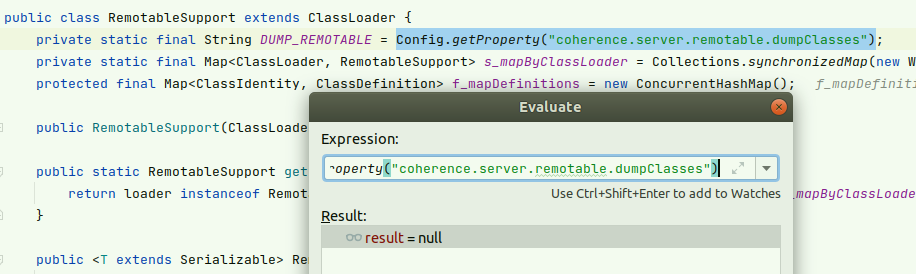 public class RemotableSupport extends ClassLoader {
private static final String DUMP_REMOTABLE = Config.getProperty("coherence.server.remotable.dumpClasses");
private static final Map<ClassLoader, RemotableSupport> s_mapByClassLoader = Collections.synchronizedMap(new W
protected final Map<ClassIdentity, ClassDefinition> f_mapDefinitions = new ConcurrentHashMap(); f_mapDefiniti
Evaluate
public RemotableSupport(ClassLoade
Expression:
roperty("coherence.server.remotable.dumpClasses")
public static RemotableSupport get
Use Ctrl+Shift+Enter to add to Watches
return loader instanceof Remot
mapByClassLoade
Result:
}
result = null
public <T extends Serializable> Re